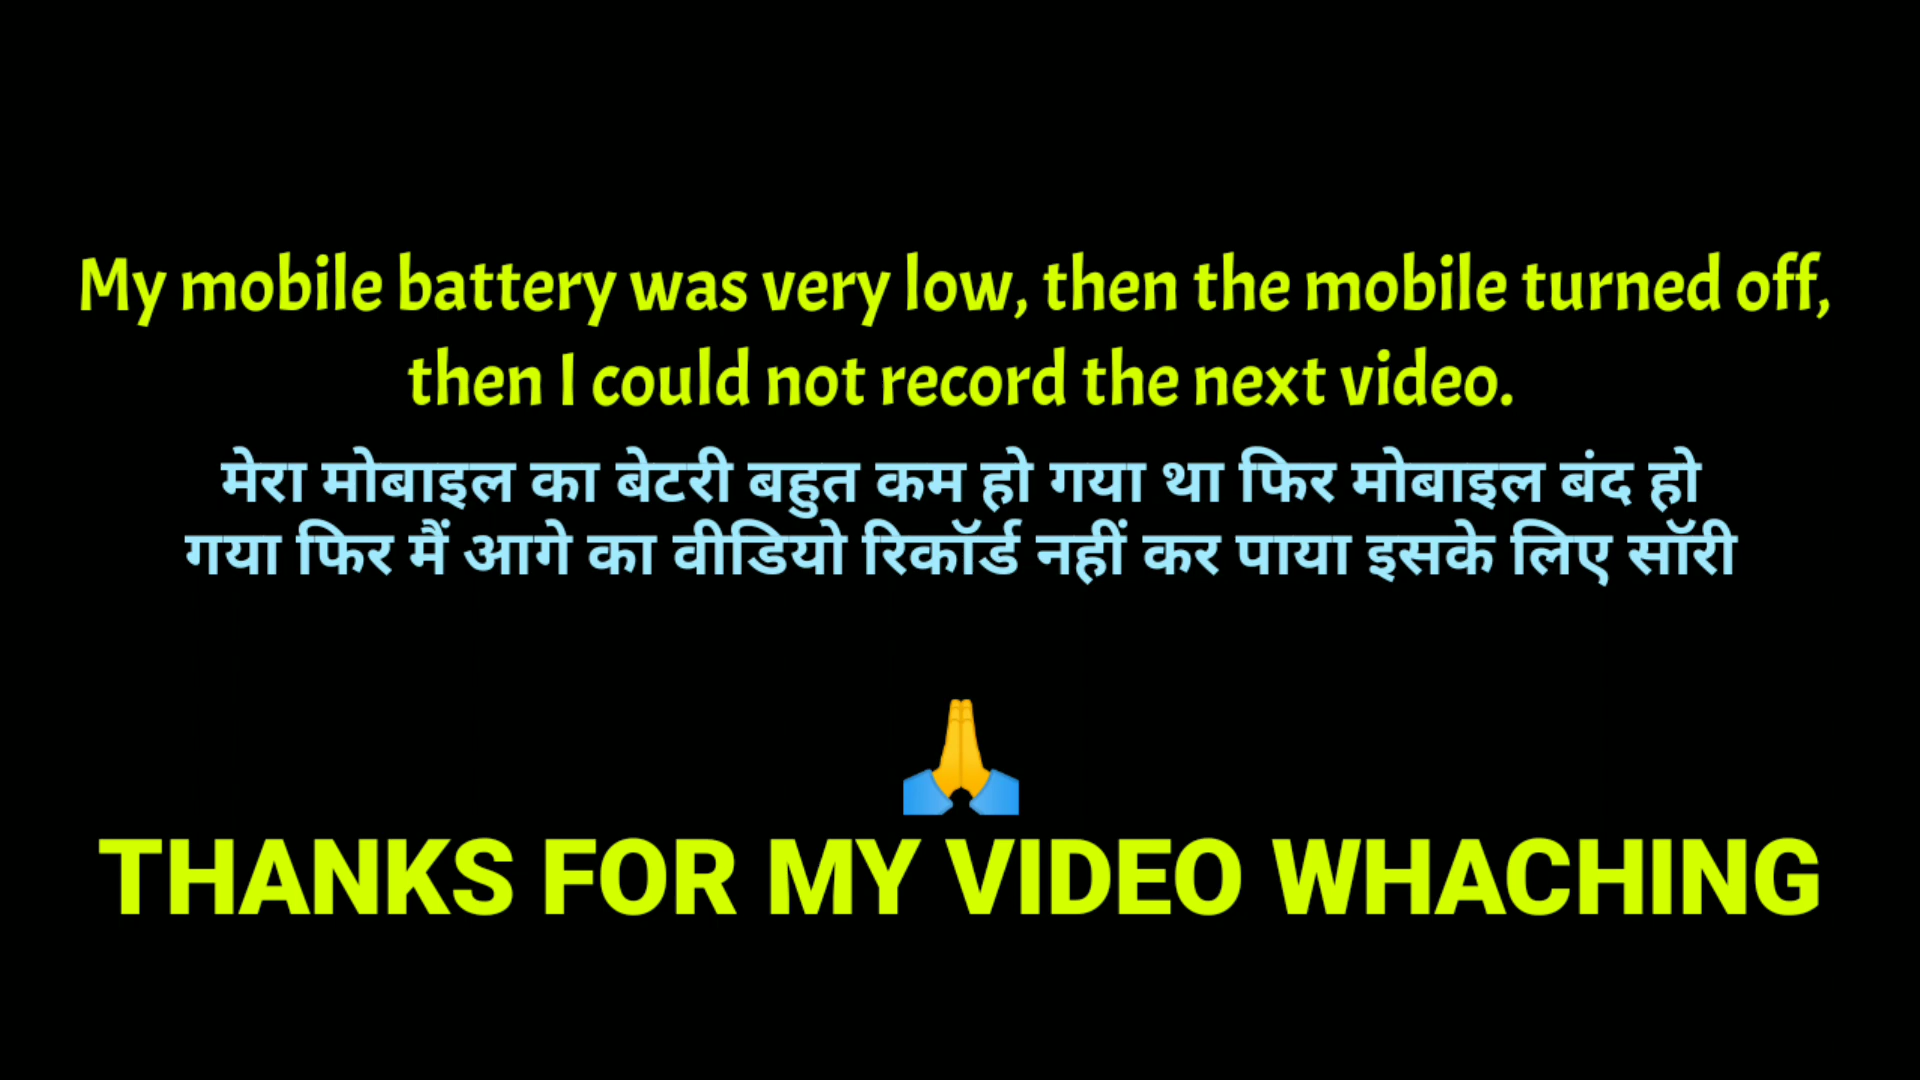 My mobile battery was very low, then the mobile turned off,
then I could not record the next video.
मेरा मोबाइल का बेटरी बहुत कम हो गया था फिर मोबाइल बंद हो
गया फिर मैं आगे का वीडियो रिकॉर्ड नहीं कर पाया इसके लिए सॉरी
🙏
THANKS FOR MY VIDEO WHACHING